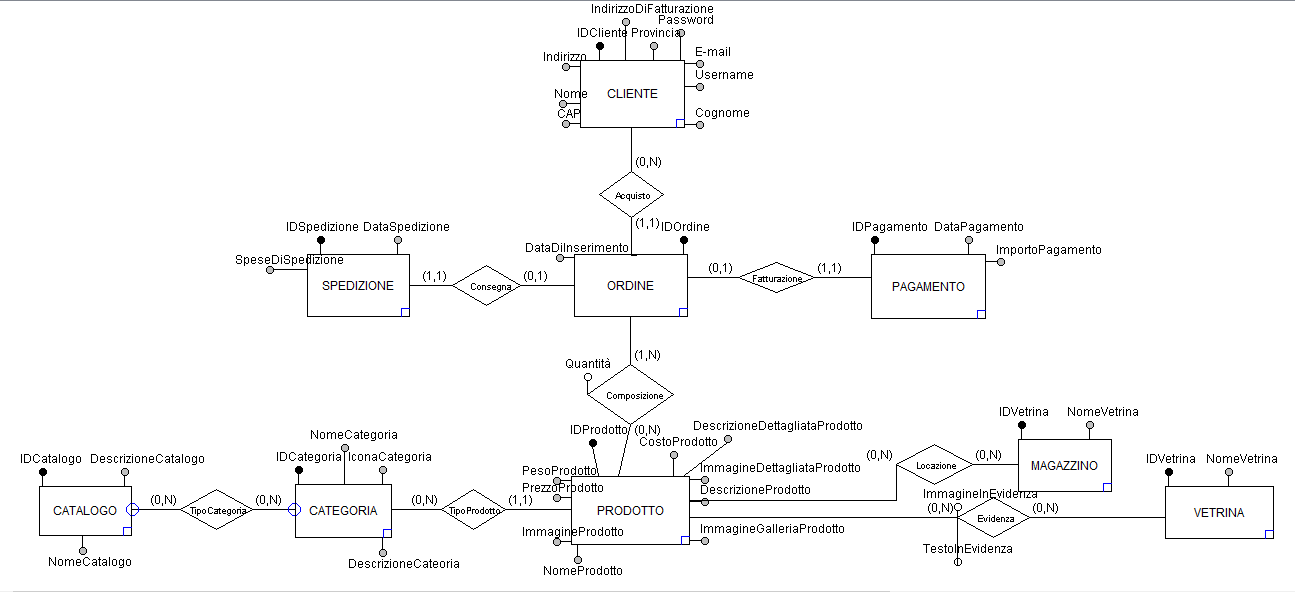 IndirizzoDiFatturazione
Password
IDCliente Provincia
Indirizzo
E-mail
Username
CLIENTE
Nome
CAP
Cognome
(0,N)
Acquisto
(1,1)
IDOrdine
IDSpedizione DataSpedizione
IDPagamento DataPagamento
DataDiInserimento
ImportoPagamento
SpeseDiSpedizione
(1,1)
(0,1)
(0,1)
(1,1)
SPEDIZIONE
Consegna
ORDINE
Fatturazione
PAGAMENTO
(1,N)
Quantità
Composizione
(0,N)
IDProdotto
CostoProdotto
DescrizioneDettagliataProdotto
IDVetrina
NomeVetrina
NomeCategoria
IDCatalogo DescrizioneCatalogo
IDCategoria IconaCategoria
(0,N)
Locazione
(0,N)
MAGAZZINO
IDVetrina
NomeVetrina
PesoProdotto
ImmagineDettagliataProdotto
PrezzoProdotto
DescrizioneProdotto
ImmagineInEvidenza
CATALOGO
(0,N)
TipoCategoria
(0,N)
CATEGORIA
(0,N)
TipoProdotto
(1,1)
PRODOTTO
(0,N)
Evidenza
(0,N)
VETRINA
ImmagineProdotto
ImmagineGalleriaProdotto
TestoInEvidenza
NomeCatalogo
DescrizioneCateoria
NomeProdotto